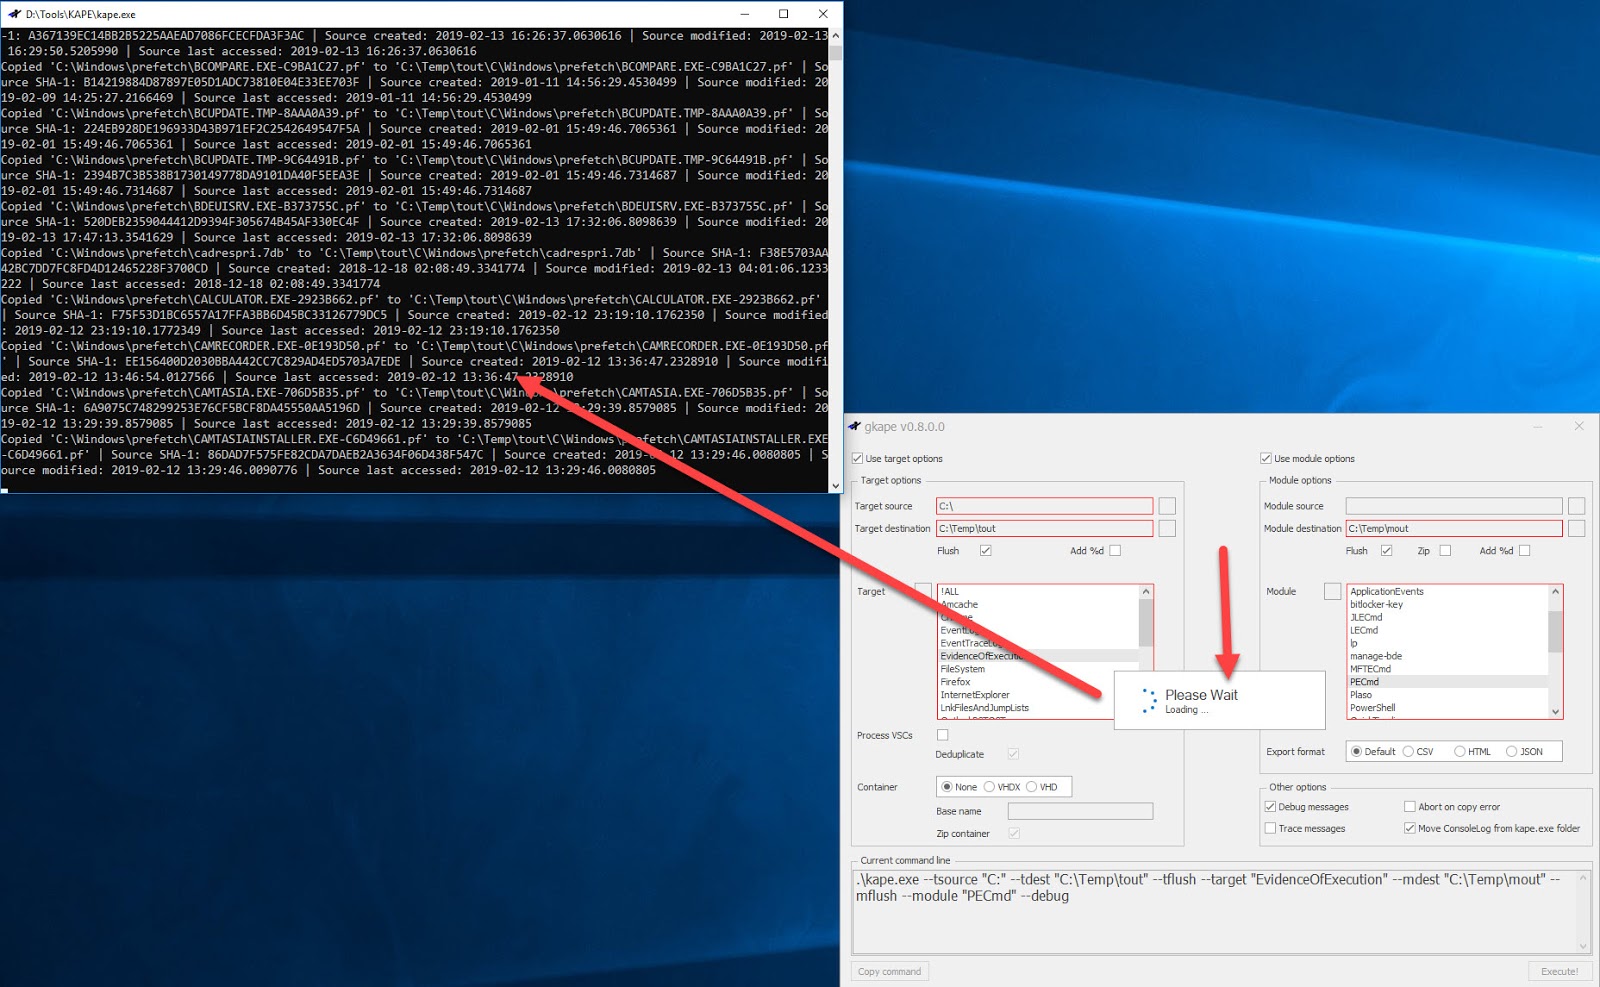 D:\Tools\KAPE\kape.exe
-1: A367139EC14BB2B5225AAEAD7086FCECFDA3F3AC | Source created: 2019-02-13 16:26:37.0630616 | Source modified: 2019-02-13
16:29:50.5205990 | Source last accessed: 2019-02-13 16:26:37.0630616
Copied 'C:\Windows\prefetch\BCOMPARE.EXE-C9BA1C27.pf' to 'C:\Temp\tout\C\Windows\prefetch\BCOMPARE.EXE-C9BA1C27.pf' | So
urce SHA-1: B14219884D87897E05D1ADC73810E04E33EE703F | Source created: 2019-01-11 14:56:29.4530499 | Source modified: 20
19-02-09 14:25:27.2166469 | Source last accessed: 2019-01-11 14:56:29.4530499
Copied 'C:\Windows\prefetch\BCUPDATE.TMP-8AAA0A39.pf' to 'C:\Temp\tout\C\Windows\prefetch\BCUPDATE.TMP-8AAA0A39.pf' | So
urce SHA-1: 224EB928DE196933D43B971EF2C2542649547F5A | Source created: 2019-02-01 15:49:46.7065361 | Source modified: 20
19-02-01 15:49:46.7065361 | Source last accessed: 2019-02-01 15:49:46.7065361
Copied 'C:\Windows\prefetch\BCUPDATE.TMP-9C64491B.pf' to 'C:\Temp\tout\C\Windows\prefetch\BCUPDATE.TMP-9C64491B.pf' | So
urce SHA-1: 2394B7C3B538B1730149778DA9101DA40F5EEA3E | Source created: 2019-02-01 15:49:46.7314687 | Source modified: 20
19-02-01 15:49:46.7314687 | Source last accessed: 2019-02-01 15:49:46.7314687
Copied 'C:\Windows\prefetch\BDEUISRV.EXE-B373755C.pf' to 'C:\Temp\tout\C\Windows\prefetch\BDEUISRV.EXE-B373755C.pf' | So
urce SHA-1: 520DEB2359044412D9394F305674B45AF330EC4F | Source created: 2019-02-13 17:32:06.8098639 | Source modified: 20
19-02-13 17:47:13.3541629 | Source last accessed: 2019-02-13 17:32:06.8098639
Copied 'C:\Windows\prefetch\cadrespri.7db' to 'C:\Temp\tout\C\Windows\prefetch\cadrespri.7db' | Source SHA-1: F38E5703AA
42BC7DD7FC8FD4D12465228F3700CD | Source created: 2018-12-18 02:08:49.3341774 | Source modified: 2019-02-13 04:01:06.1233
222 | Source last accessed: 2018-12-18 02:08:49.3341774
Copied 'C:\Windows\prefetch\CALCULATOR.EXE-2923B662.pf' to 'C:\Temp\tout\C\Windows\prefetch\CALCULATOR.EXE-2923B662.pf'
| Source SHA-1: F75F53D1BC6557A17FFA3BB6D45BC33126779DC5 | Source created: 2019-02-12 23:19:10.1762350 | Source modified
: 2019-02-12 23:19:10.1772349 | Source last accessed: 2019-02-12 23:19:10.1762350
Copied 'C:\Windows\prefetch\CAMRECORDER.EXE-0E193D50.pf' to 'C:\Temp\tout\C\Windows\prefetch\CAMRECORDER.EXE-0E193D50.pf
' | Source SHA-1: EE156400D2030BBA442CC7C829AD4ED5703A7EDE | Source created: 2019-02-12 13:36:47.2328910 | Source modifi
ed: 2019-02-12 13:46:54.0127566 | Source last accessed: 2019-02-12 13:36:47.2328910
Copied 'C:\Windows\prefetch\CAMTASIA.EXE-706D5B35.pf' to 'C:\Temp\tout\C\Windows\prefetch\CAMTASIA.EXE-706D5B35.pf' | So
urce SHA-1: 6A9075C748299253E76CF5BCF8DA45550AA5196D | Source created: 2019-02-12 13:29:39.8579085 | Source modified: 20
19-02-12 13:29:39.8579085 | Source last accessed: 2019-02-12 13:29:39.8579085
Copied 'C:\Windows\prefetch\CAMTASIAINSTALLER.EXE-C6D49661.pf' to 'C:\Temp\tout\C\Windows\prefetch\CAMTASIAINSTALLER.EXE
-C6D49661.pf' | Source SHA-1: 86DAD7F575FE82CDA7DAEB2A3634F06D438F547C | Source created: 2019-02-12 13:29:46.0080805 | S
ource modified: 2019-02-12 13:29:46.0090776 | Source last accessed: 2019-02-12 13:29:46.0080805
gkape v0.8.0.0
Use target options
Target options
Target source C:\
Target destination C:\Temp\tout
Flush Add %d
Target
!ALL
Amcache
EventTraceLogs
EvidenceOfExecution
FileSystem
Firefox
InternetExplorer
LnkFilesAndJumpLists
Process VSCs
Deduplicate
Container None VHDX VHD
Base name
Zip container
Please Wait
Loading ...
Use module options
Module options
Module source
Module destination C:\Temp\mout
Flush Zip Add %d
Module
ApplicationEvents
bitlocker-key
JLECmd
LECmd
lp
manage-bde
MFTECmd
PECmd
Plaso
PowerShell
Export format Default CSV HTML JSON
Other options
Debug messages Abort on copy error
Trace messages Move ConsoleLog from kape.exe folder
Current command line
.\kape.exe --tsource "C:" --tdest "C:\Temp\tout" --tflush --target "EvidenceOfExecution" --mdest "C:\Temp\mout" --
mflush --module "PECmd" --debug
Copy command Execute!